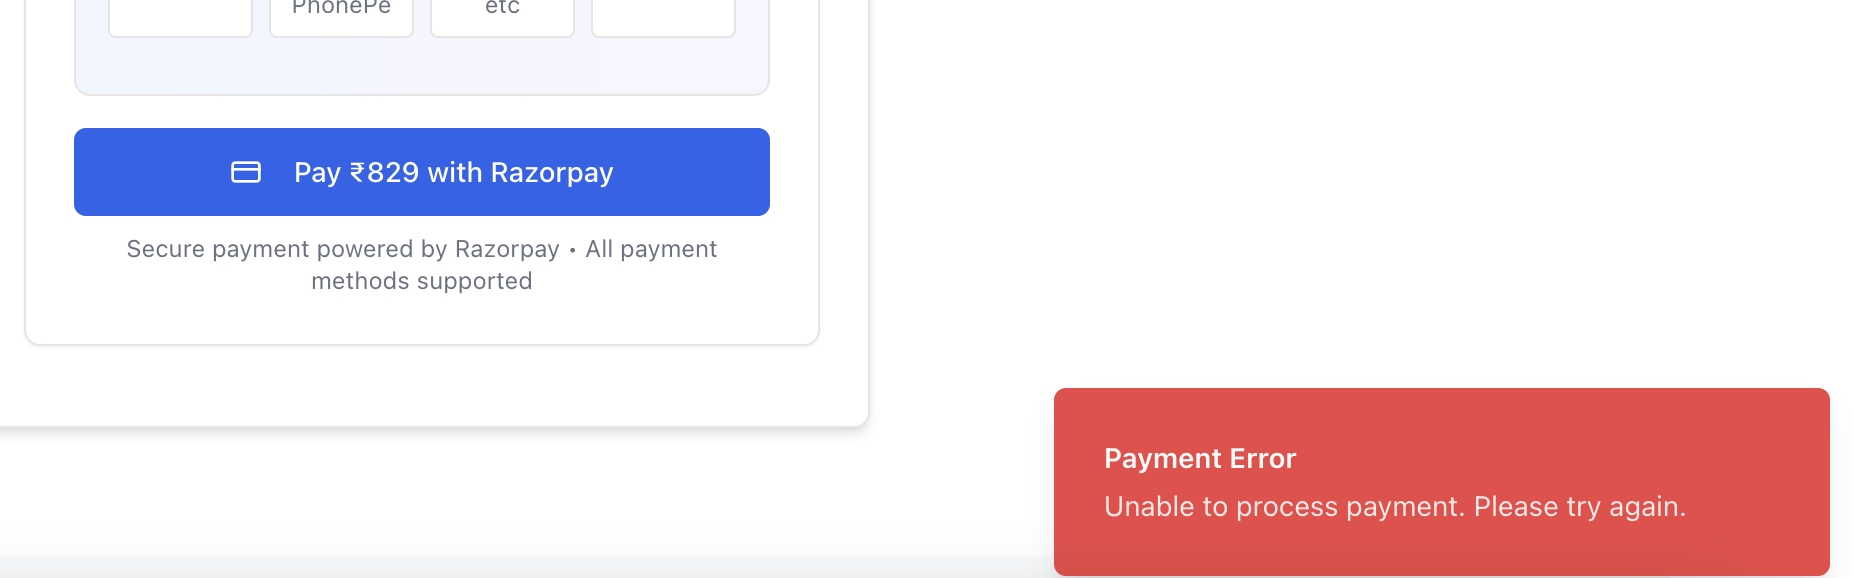 PhonePe
etc
Pay ₹829 with Razorpay
Secure payment powered by Razorpay • All payment
methods supported
Payment Error
Unable to process payment. Please try again.